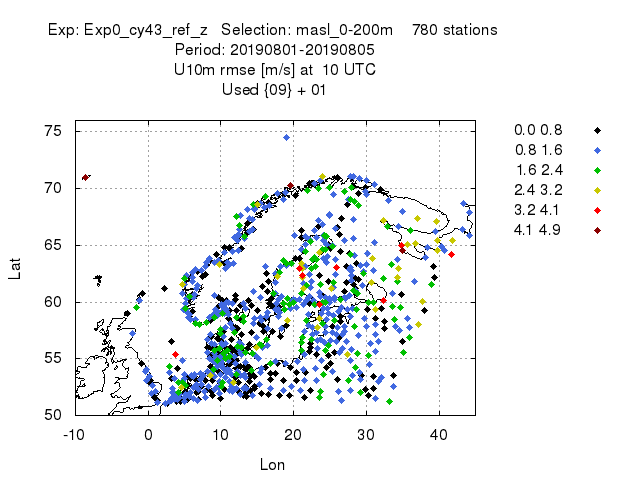 Exp: Exp0_cy43_ref_z   Selection: masl_0-200m    780 stations
Period: 20190801-20190805
U10m rmse [m/s] at  10 UTC
Used {09} + 01
75
70
65
60
55
50
-10 0 10 20 30 40
Lat
Lon
0.0 0.8
0.8 1.6
1.6 2.4
2.4 3.2
3.2 4.1
4.1 4.9